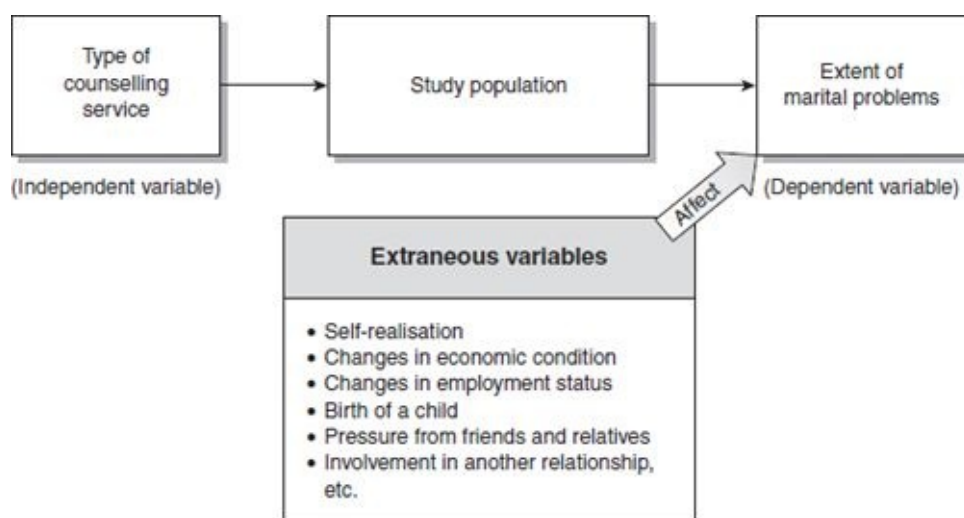 Type of
counselling
service
Study population
Extent of
marital problems
(Independent variable)
(Dependent variable)
Affect
Extraneous variables
• Self-realisation
• Changes in economic condition
• Changes in employment status
• Birth of a child
• Pressure from friends and relatives
• Involvement in another relationship,
etc.